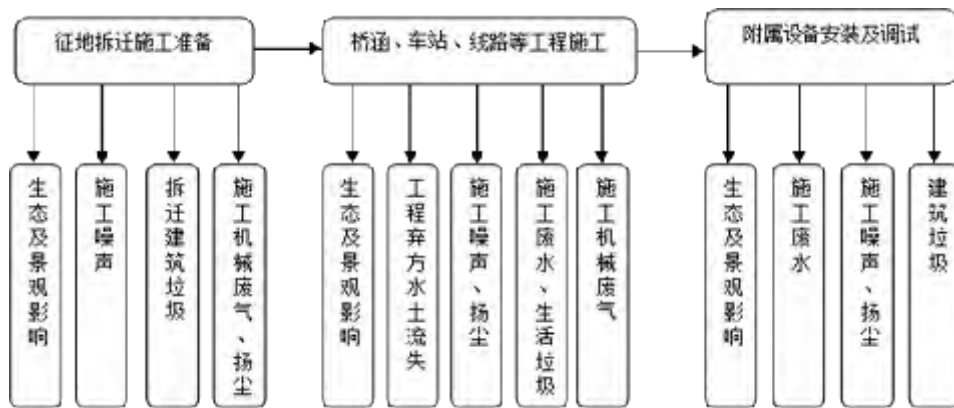 征地拆迁施工准备
桥涵、车站、线路等工程施工
附属设备安装及调试
生态及景观影响
施工噪声
拆迁建筑垃圾
施工机械废气、扬尘
生态及景观影响
工程弃方水土流失
施工噪声、扬尘
施工废水、生活垃圾
施工机械废气
生态及景观影响
施工废水
施工噪声、扬尘
建筑垃圾